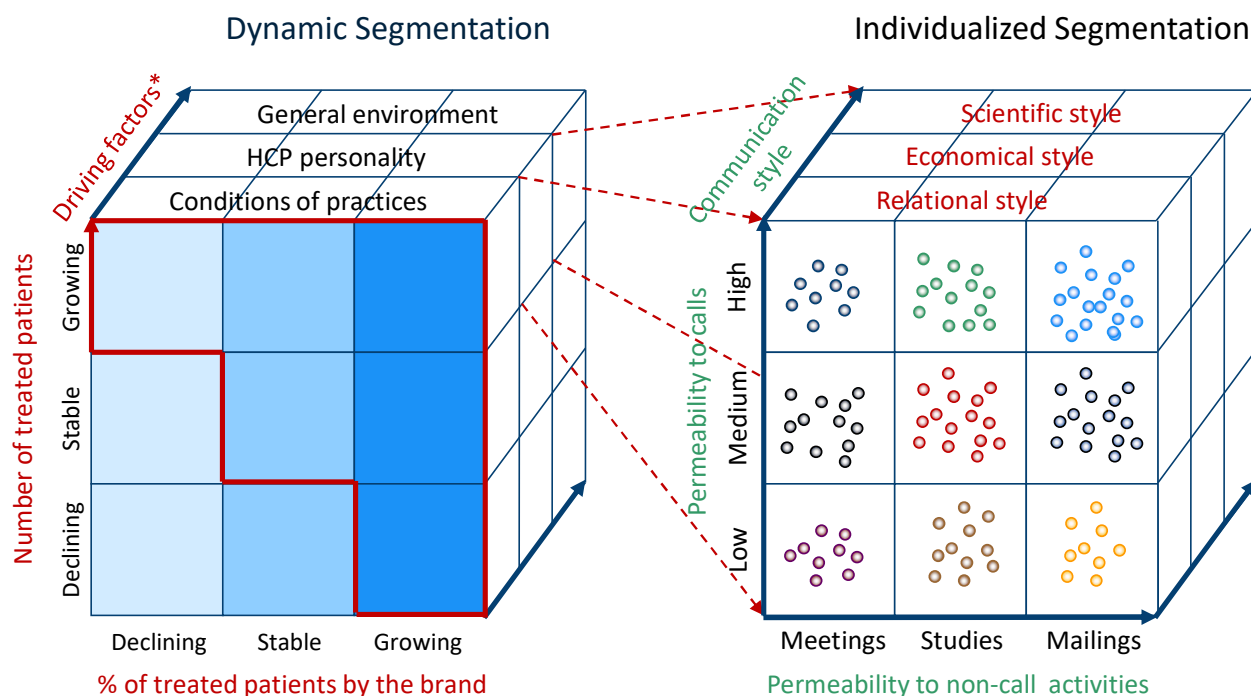 Dynamic Segmentation
Individualized Segmentation
Driving factors*
General environment
HCP personality
Conditions of practices
Number of treated patients
Growing
Stable
Declining
Declining
Stable
Growing
% of treated patients by the brand
Communication
style
Scientific style
Economical style
Relational style
Permeability to calls
High
Medium
Low
Meetings
Studies
Mailings
Permeability to non-call activities